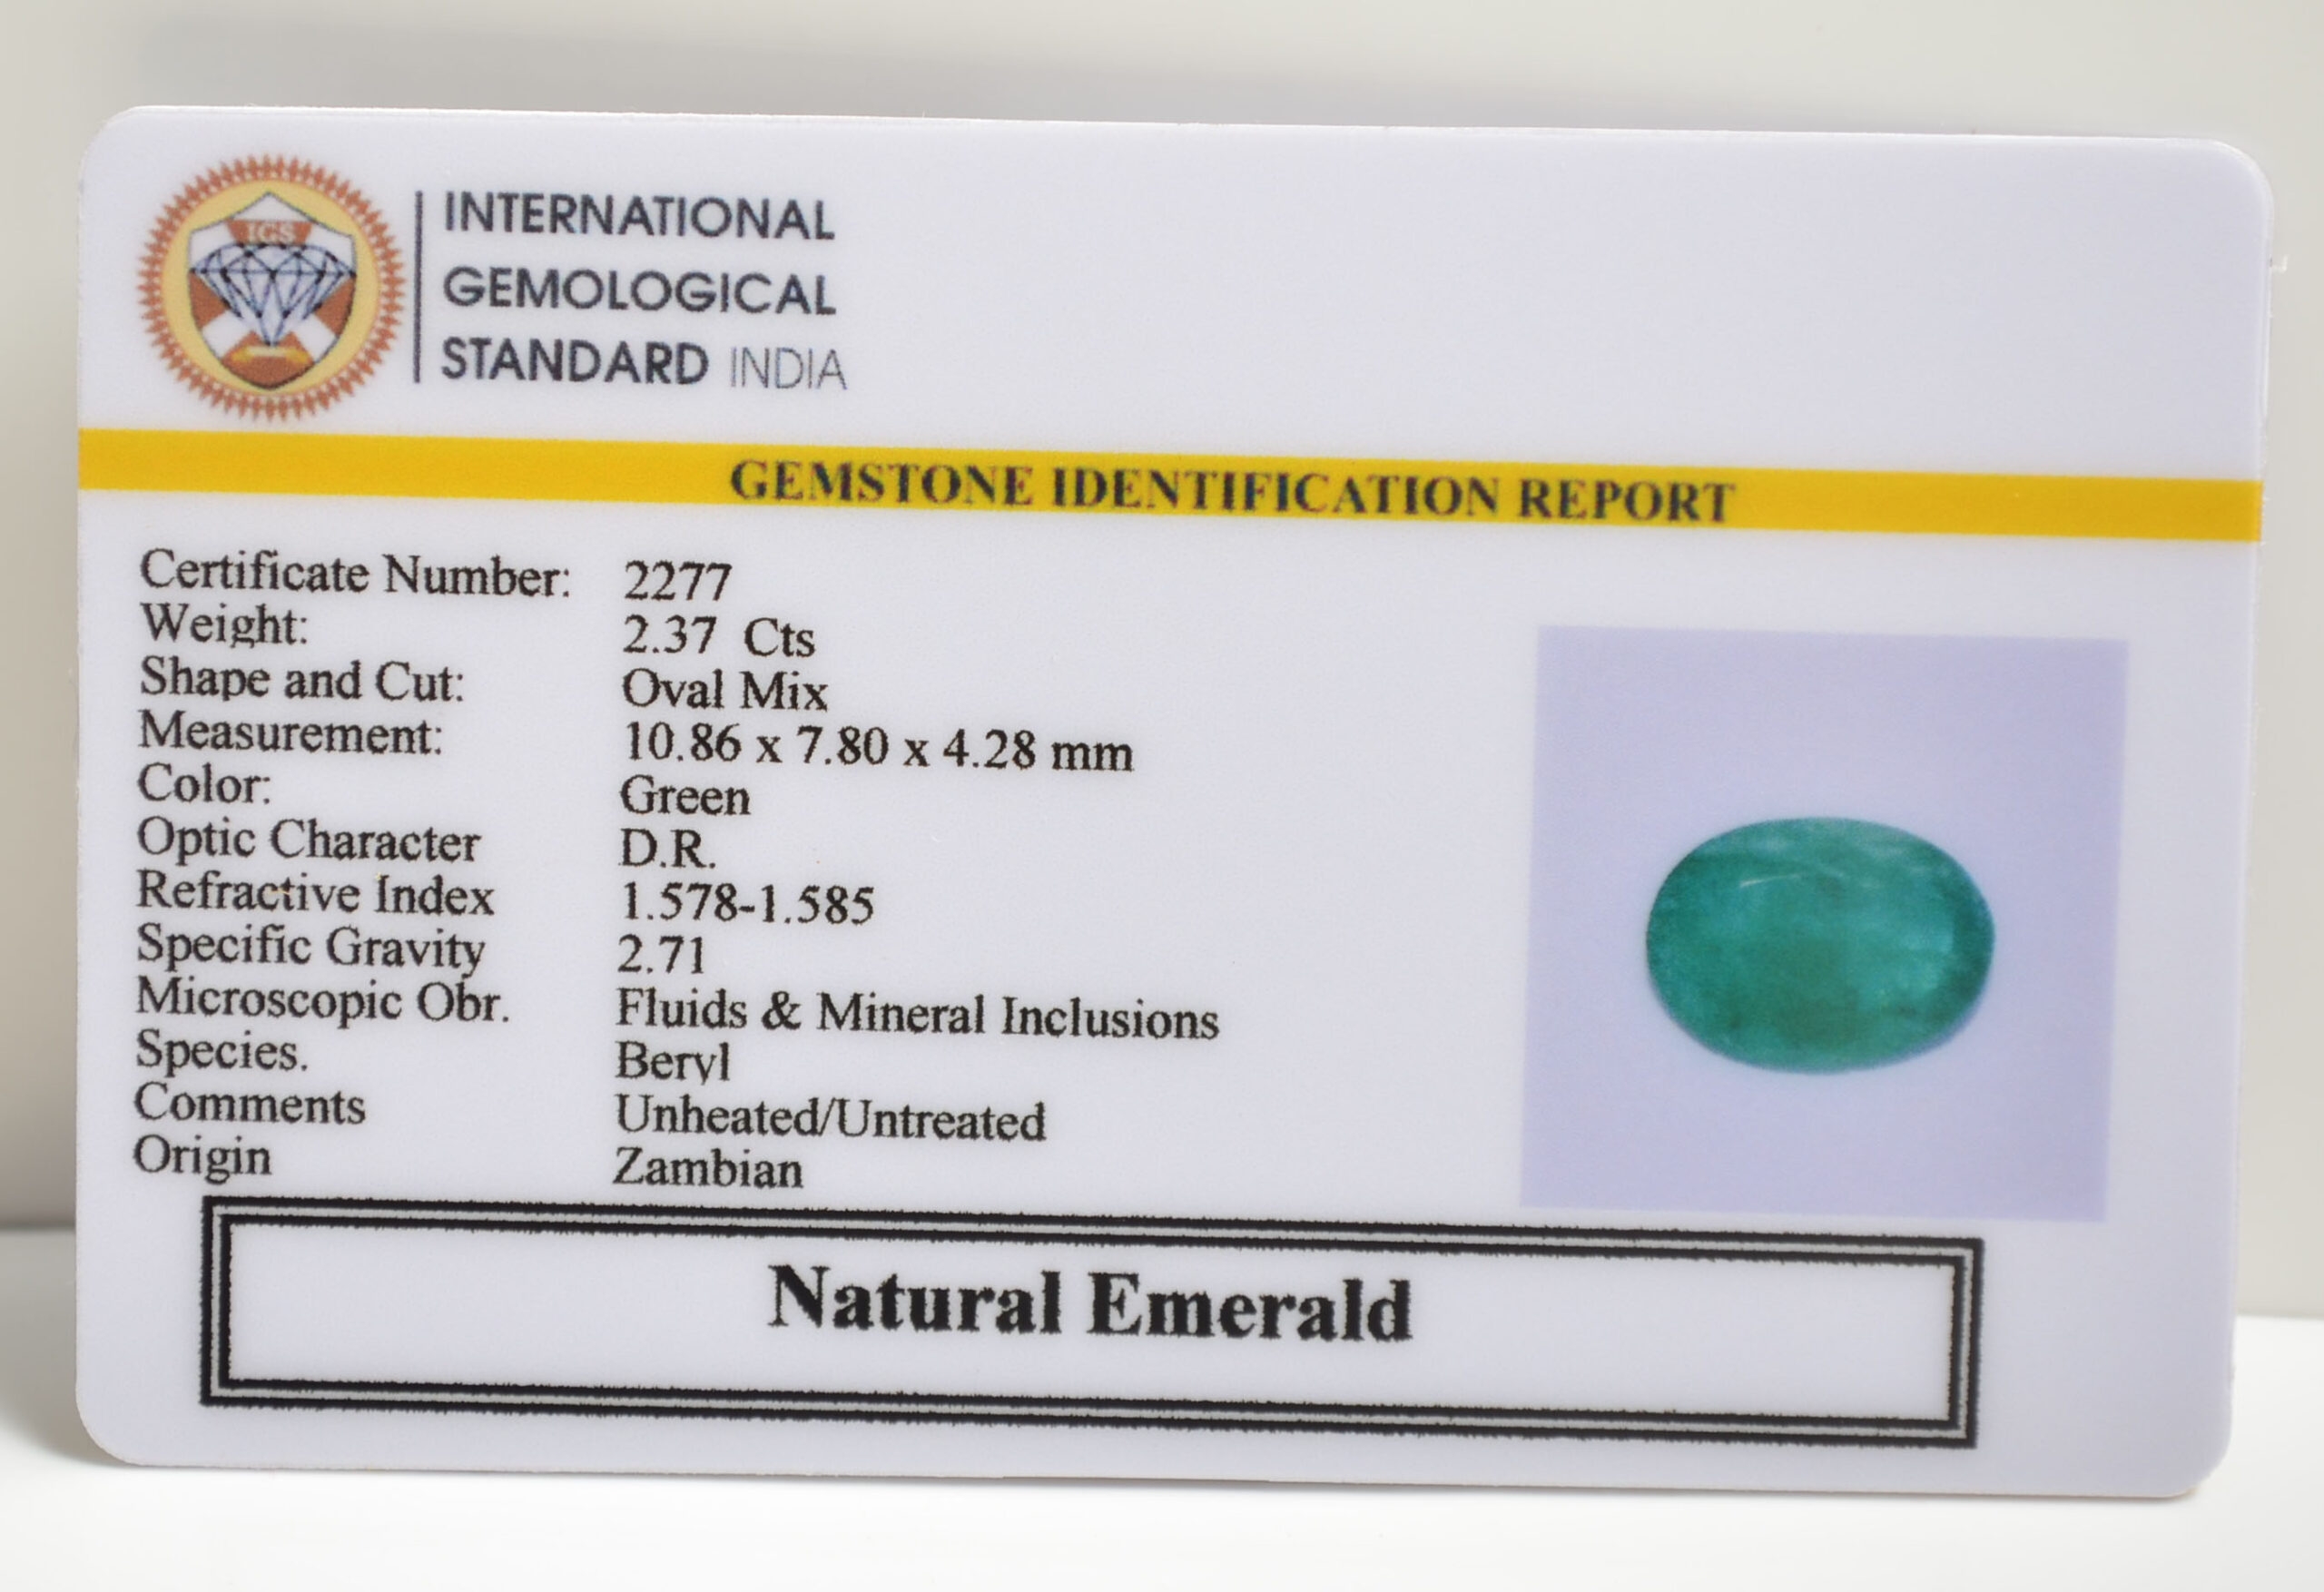 IGS
INTERNATIONAL
GEMOLOGICAL
STANDARD INDIA
GEMSTONE IDENTIFICATION REPORT
Certificate Number: 2277
Weight: 2.37 Cts
Shape and Cut: Oval Mix
Measurement: 10.86 x 7.80 x 4.28 mm
Color: Green
Optic Character D.R.
Refractive Index 1.578-1.585
Specific Gravity 2.71
Microscopic Obr. Fluids & Mineral Inclusions
Species. Beryl
Comments Unheated/Untreated
Origin Zambian
Natural Emerald